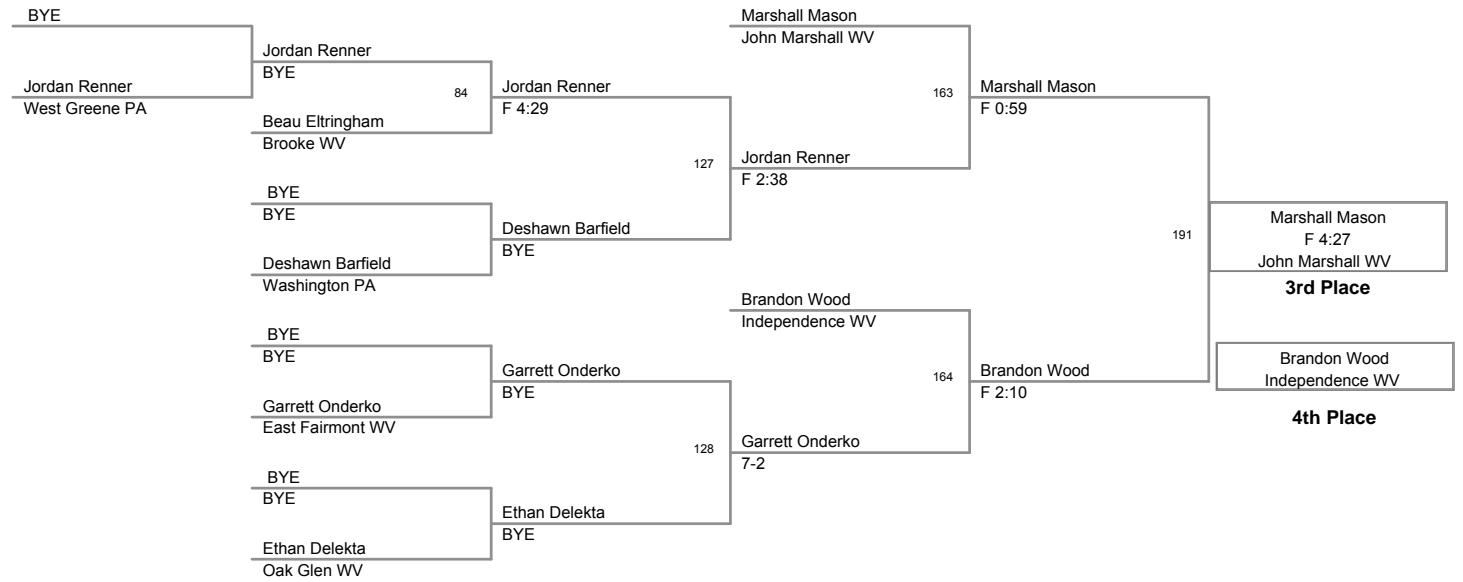 BYE
Jordan Renner
West Greene PA
Jordan Renner
BYE
84
Beau Eltringham
Brooke WV
BYE
BYE
Deshawn Barfield
Washington PA
BYE
BYE
Garrett Onderko
East Fairmont WV
BYE
BYE
Ethan Delekta
Oak Glen WV
Jordan Renner
F 4:29
127
Deshawn Barfield
BYE
Garrett Onderko
BYE
128
Ethan Delekta
BYE
Marshall Mason
John Marshall WV
163
Jordan Renner
F 2:38
Brandon Wood
Independence WV
164
Garrett Onderko
7-2
Marshall Mason
F 0:59
191
Brandon Wood
F 2:10
Marshall Mason
F 4:27
John Marshall WV
3rd Place
Brandon Wood
Independence WV
4th Place